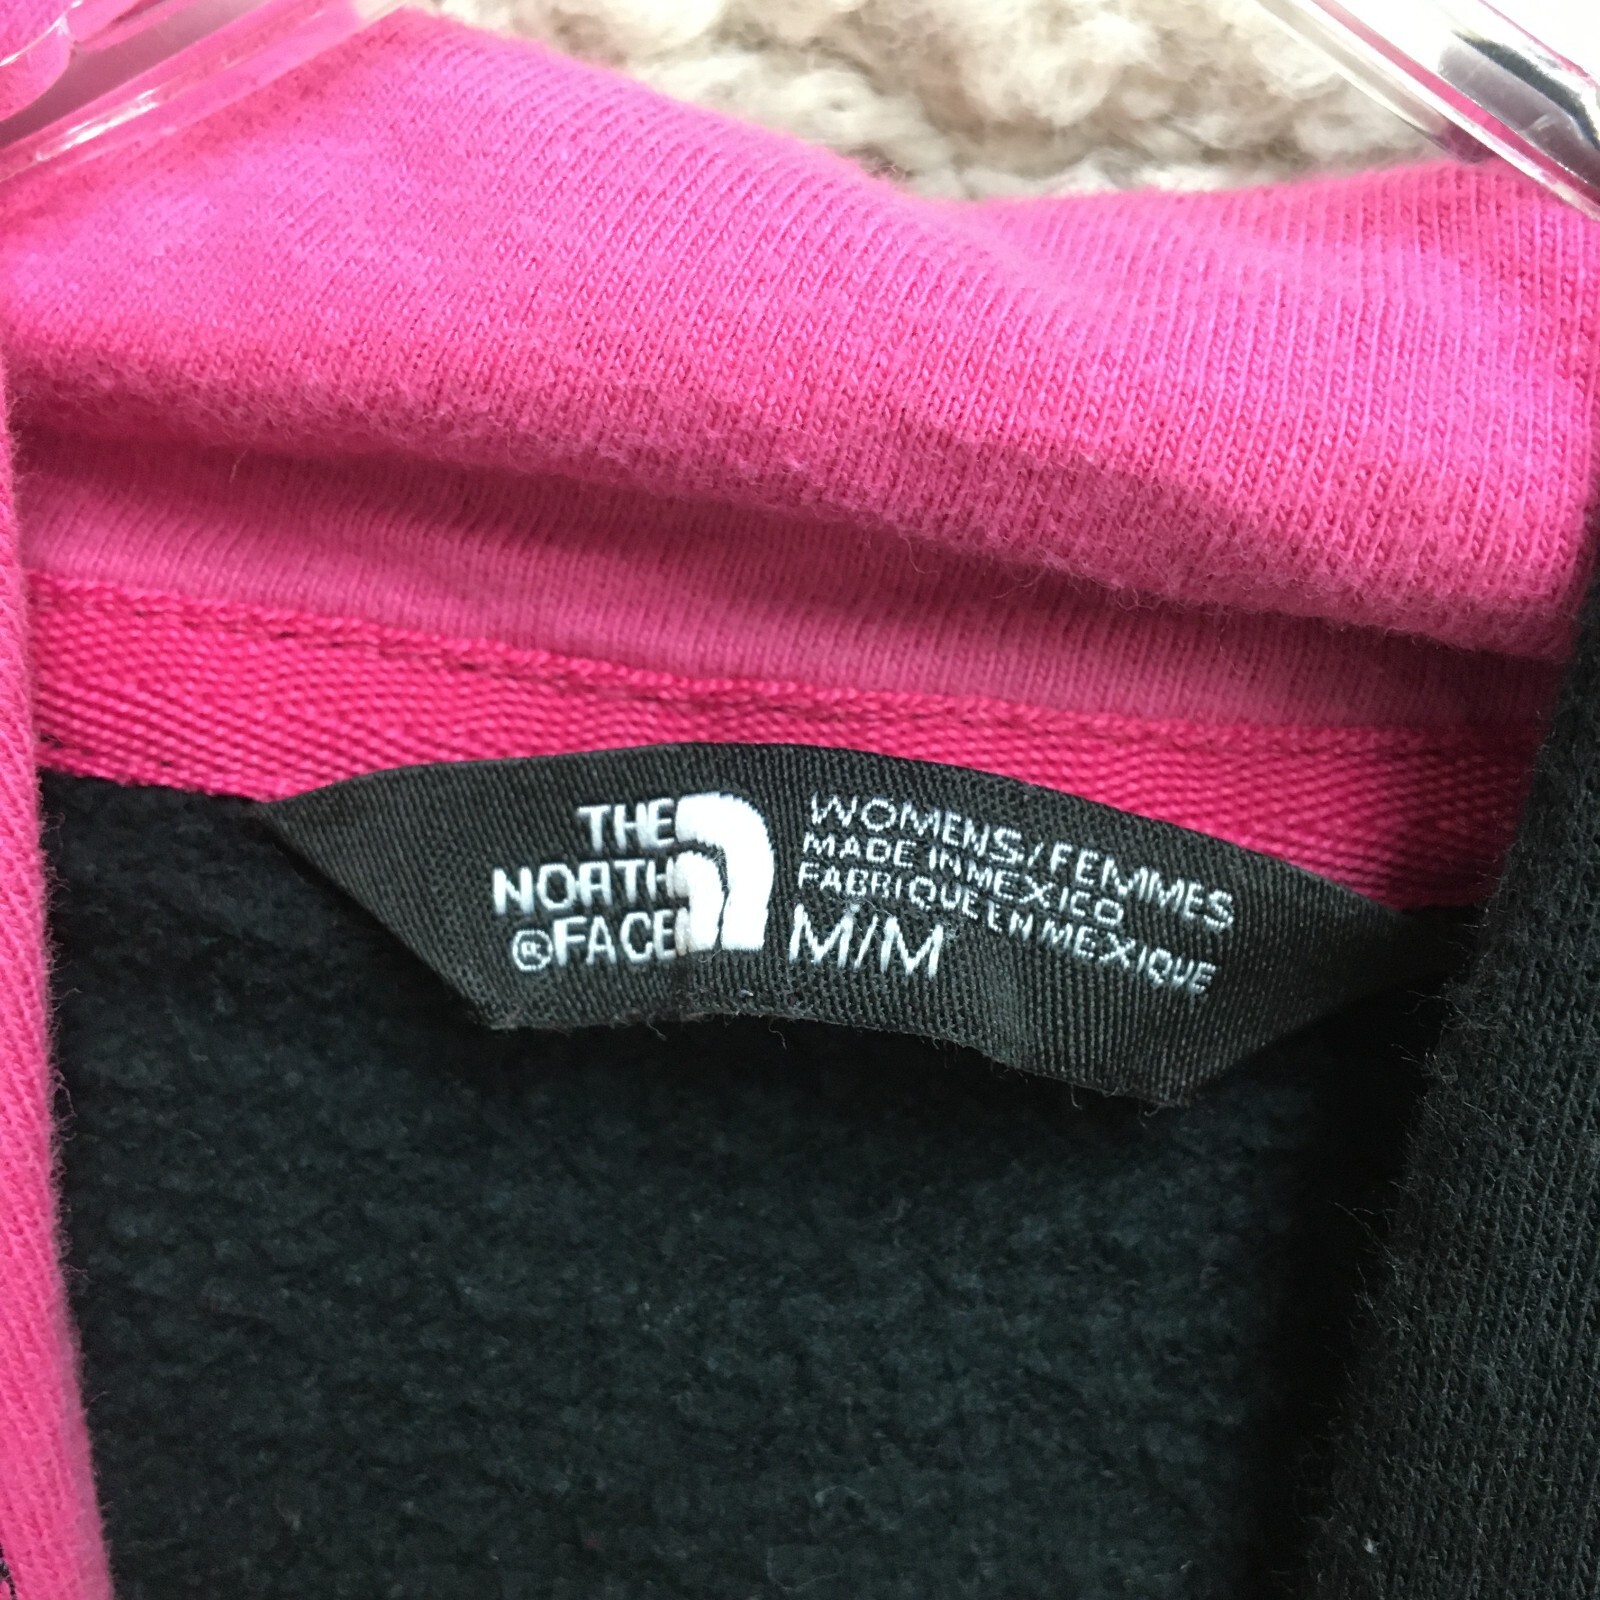 THE
NORTH
® FACE
WOMENS/FEMMES
MADE IN MEXICO
FABRIQUE EN MEXIQUE
M/M